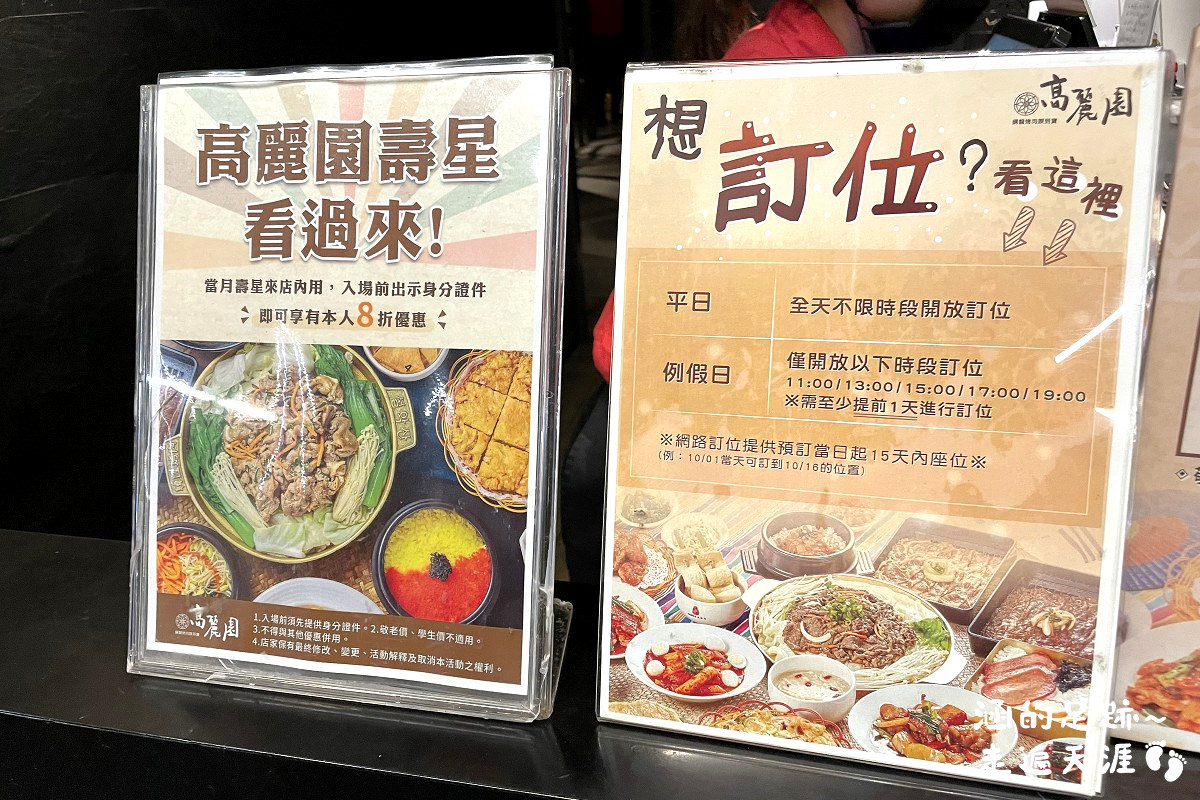 高麗園壽星
看過來!
當月壽星來店內用，入場前出示身分證件
即可享有本人8折優惠
高麗園
銅盤烤肉嫑剪寶
1.入場前須先提供身分證件。2.敬老價、學生價不適用。
3.不得與其他優惠併用。
4.店家保有最終修改、變更、活動解釋及取消本活動之權利。
高麗園
想訂位?看這裡
平日
全天不限時段開放訂位
例假日
僅開放以下時段訂位
11:00/13:00/15:00/17:00/19:00
※需至少提前1天進行訂位
※網路訂位提供預訂當日起15天內座位※
(例：10/01當天可訂到10/16的位置)
涵的足跡~
走遍天涯